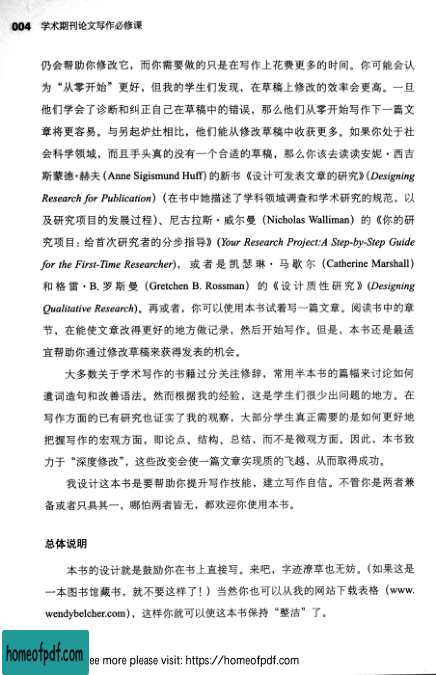 004 学术期刊论文写作必修课
仍会帮助你修改它，而你需要做的只是在写作上花费更多的时间。你可能会认
为“从零开始”更好，但我的学生们发现，在草稿上修改的效率会更高。一旦
他们学会了诊断和纠正自己在草稿中的错误，那么他们从零开始写作下一篇文
章将更容易。与另起炉灶相比，他们能从修改草稿中收获更多。如果你处于社
会科学领域，而且手头真的没有一个合适的草稿，那么你该去读读安妮·西吉
斯蒙德·赫夫（Anne Sigismund Huff）的新书《设计可发表文章的研究》（Designing
Research for Publication）（在书中她描述了学科领域调查和学术研究的规范，以
及研究项目的发展过程）、尼古拉斯·威尔曼（Nicholas Walliman）的《你的研
究项目：给首次研究者的分步指导》（Your Research Project:A Step-by-Step Guide
for the First-Time Researcher），或者是凯瑟琳·马歇尔（Catherine Marshall）
和格雷·B. 罗斯曼（Gretchen B. Rossman）的《设计质性研究》（Designing
Qualitative Research）。再或者，你可以使用本书试着写一篇文章。阅读书中的章
节，在能使文章改得更好的地方做记录，然后开始写作。但是，本书还是最适
宜帮助你通过修改草稿来获得发表的机会。
大多数关于学术写作的书籍过分关注修辞，常用半本书的篇幅来讨论如何
遣词造句和改善语法。然而根据我的经验，这是学生们很少出问题的地方。在
写作方面的已有研究也证实了我的观察，大部分学生真正需要的是如何更好地
把握写作的宏观方面，即论点、结构、总结，而不是微观方面。因此，本书致
力于“深度修改”，这些改变会使一篇文章实现质的飞越，从而取得成功。
我设计这本书是要帮助你提升写作技能，建立写作自信。不管你是两者兼
备或者只具其一，哪怕两者皆无，都欢迎你使用本书。
总体说明
本书的设计就是鼓励你在书上直接写。来吧，字迹潦草也无妨。（如果这是
一本图书馆藏书，就不要这样了！）当然你也可以从我的网站下载表格（www.
wendybelcher.com），这样你就可以使这本书保持“整洁”了。
homeofpdf.com
ee more please visit: https://homeofpdf.com